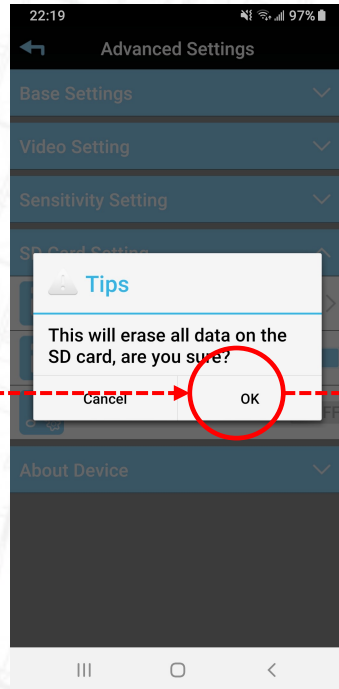 22:19 97%
Advanced Settings
Base Settings
Video Setting
Sensitivity Setting
SD Card Setting
Tips
This will erase all data on the
SD card, are you sure?
Cancel OK
About Device